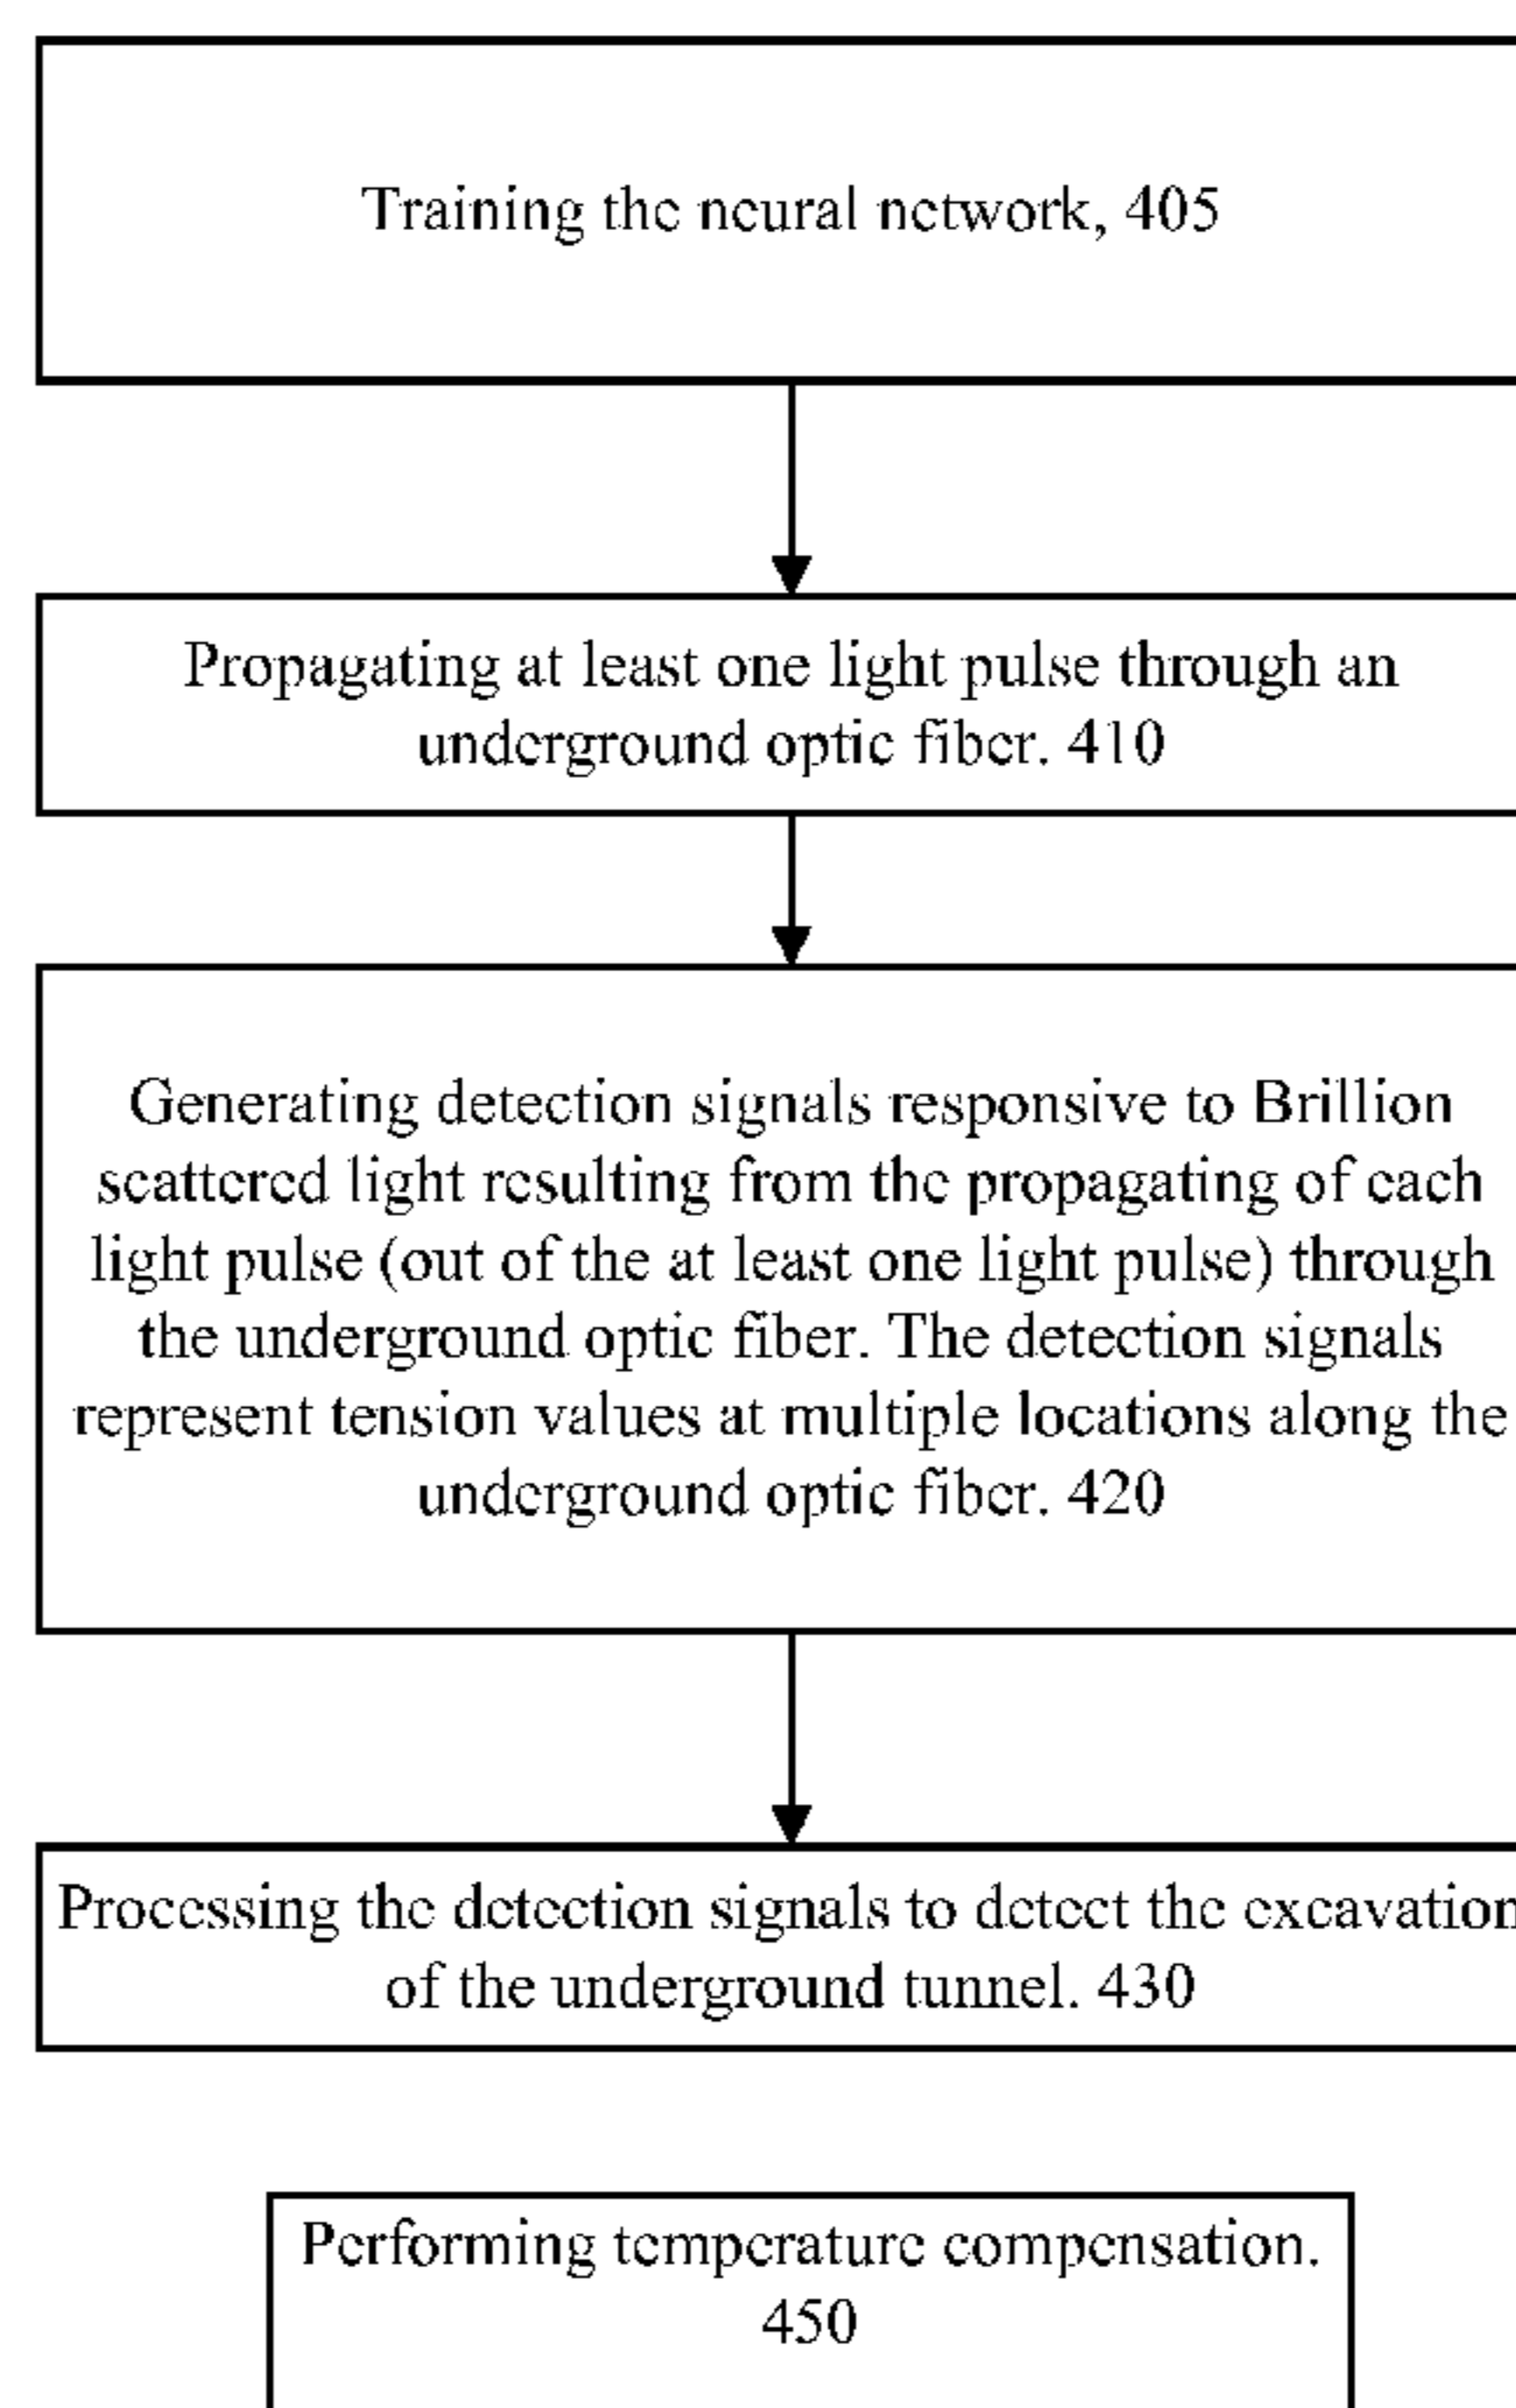 Training the neural network, 405
Propagating at least one light pulse through an
underground optic fiber. 410
Generating detection signals responsive to Brillion
scattered light resulting from the propagating of each
light pulse (out of the at least one light pulse) through
the underground optic fiber. The detection signals
represent tension values at multiple locations along the
underground optic fiber. 420
Processing the detection signals to detect the excavation
of the underground tunnel. 430
Performing temperature compensation.
450